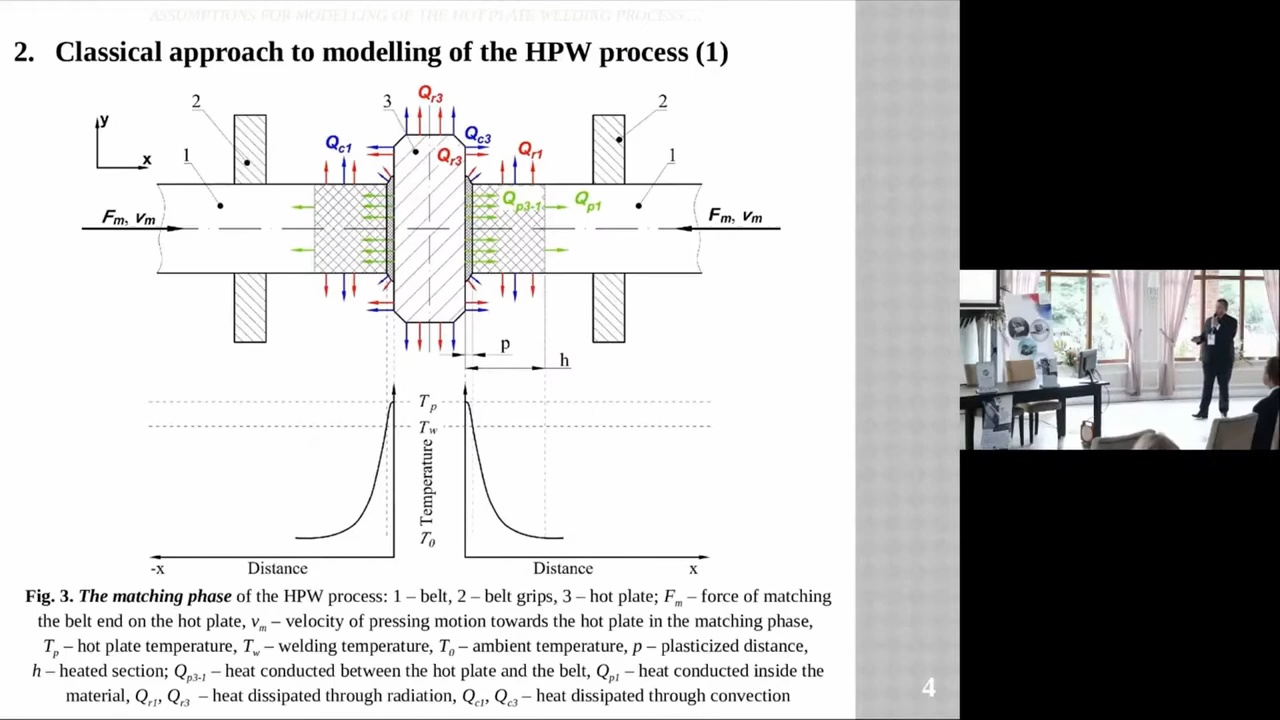 ASSUMPTIONS FOR MODELLING OF THE HOT PLATE WELDING PROCESS ...
2. Classical approach to modelling of the HPW process (1)
2
3
Qr3
2
y
x
Qc1
Qc3
1
Qr3
Qr1
1
Qp3-1
Qp1
Fm, vm
Fm, vm
p
h
Tp
Tw
Temperature
T0
-x
Distance
Distance
x
Fig. 3. The matching phase of the HPW process: 1 – belt, 2 – belt grips, 3 – hot plate; Fm – force of matching
the belt end on the hot plate, vm – velocity of pressing motion towards the hot plate in the matching phase,
Tp – hot plate temperature, Tw – welding temperature, T0 – ambient temperature, p – plasticized distance,
h – heated section; Qp3-1 – heat conducted between the hot plate and the belt, Qp1 – heat conducted inside the
material, Qr1, Qr3 – heat dissipated through radiation, Qc1, Qc3 – heat dissipated through convection
4